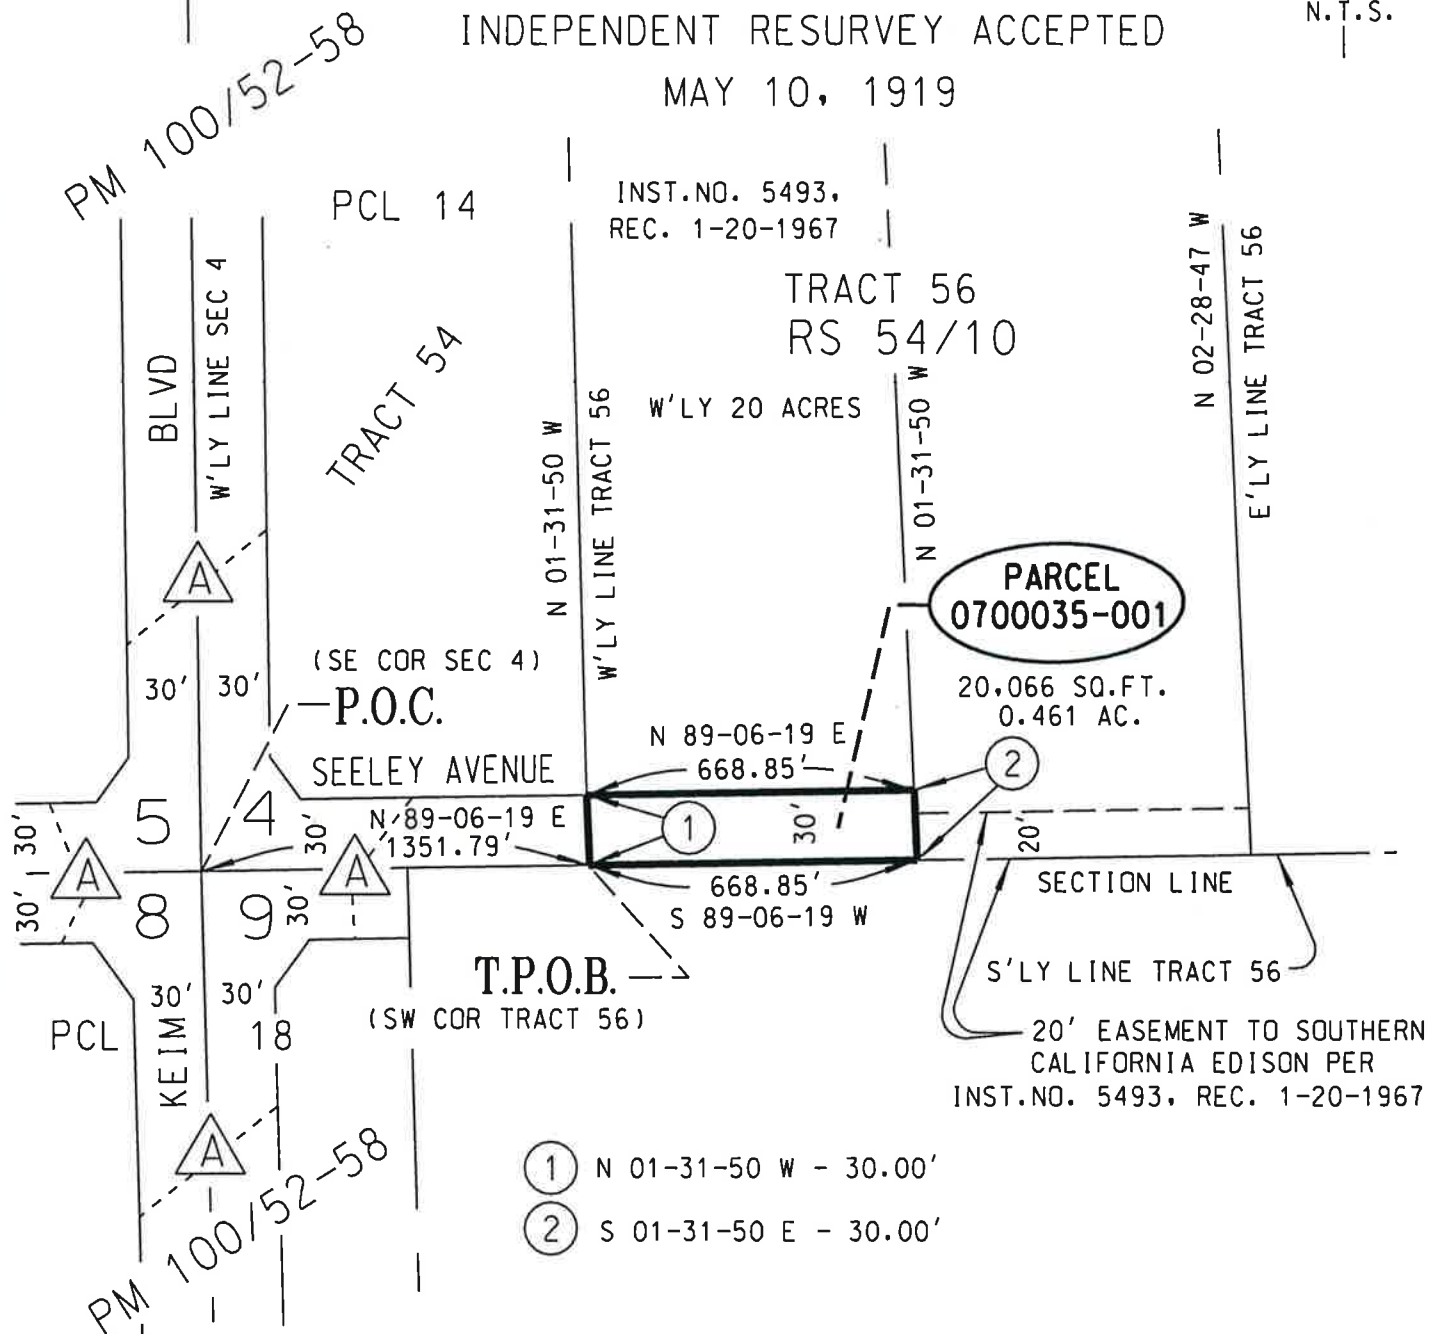 N.T.S.
INDEPENDENT RESURVEY ACCEPTED
MAY 10, 1919
PM 100/52-58
PCL 14
INST.NO. 5493,
REC. 1-20-1967
TRACT 56
RS 54/10
W'LY 20 ACRES
BLVD
W'LY LINE SEC 4
TRACT 54
N 01-31-50 W
W'LY LINE TRACT 56
N 01-31-50 W
N 02-28-47 W
E'LY LINE TRACT 56
A
PARCEL
0700035-001
20,066 SQ.FT.
0.461 AC.
(SE COR SEC 4)
P.O.C.
30' 30'
N 89-06-19 E
668.85'
2
SEELEY AVENUE
5 4
30'
30'
N 89-06-19 E
1351.79'
1
30'
20'
A
A
8 9
30'
30'
668.85'
S 89-06-19 W
SECTION LINE
T.P.O.B.
(SW COR TRACT 56)
S'LY LINE TRACT 56
30' 30'
PCL
KEIM
18
20' EASEMENT TO SOUTHERN
CALIFORNIA EDISON PER
INST.NO. 5493, REC. 1-20-1967
A
PM 100/52-58
1 N 01-31-50 W - 30.00'
2 S 01-31-50 E - 30.00'